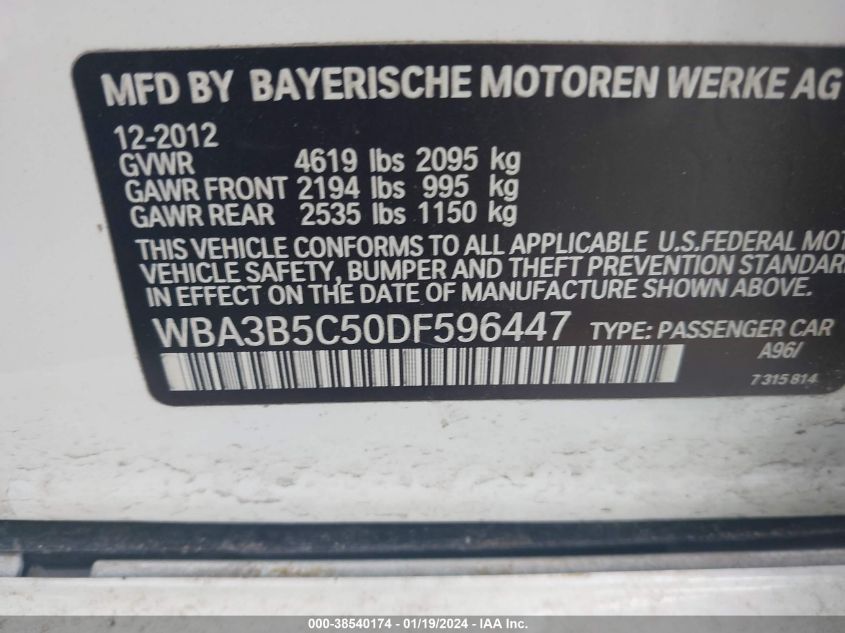 MFD BY BAYERISCHE MOTOREN WERKE AG
12-2012
GVWR 4619 lbs 2095 kg
GAWR FRONT 2194 lbs 995 kg
GAWR REAR 2535 lbs 1150 kg
THIS VEHICLE CONFORMS TO ALL APPLICABLE U.S.FEDERAL MOT
VEHICLE SAFETY, BUMPER AND THEFT PREVENTION STANDAR
IN EFFECT ON THE DATE OF MANUFACTURE SHOWN ABOVE.
WBA3B5C50DF596447 TYPE: PASSENGER CAR
A96/
7315814
000-38540174 - 01/19/2024 - IAA Inc.